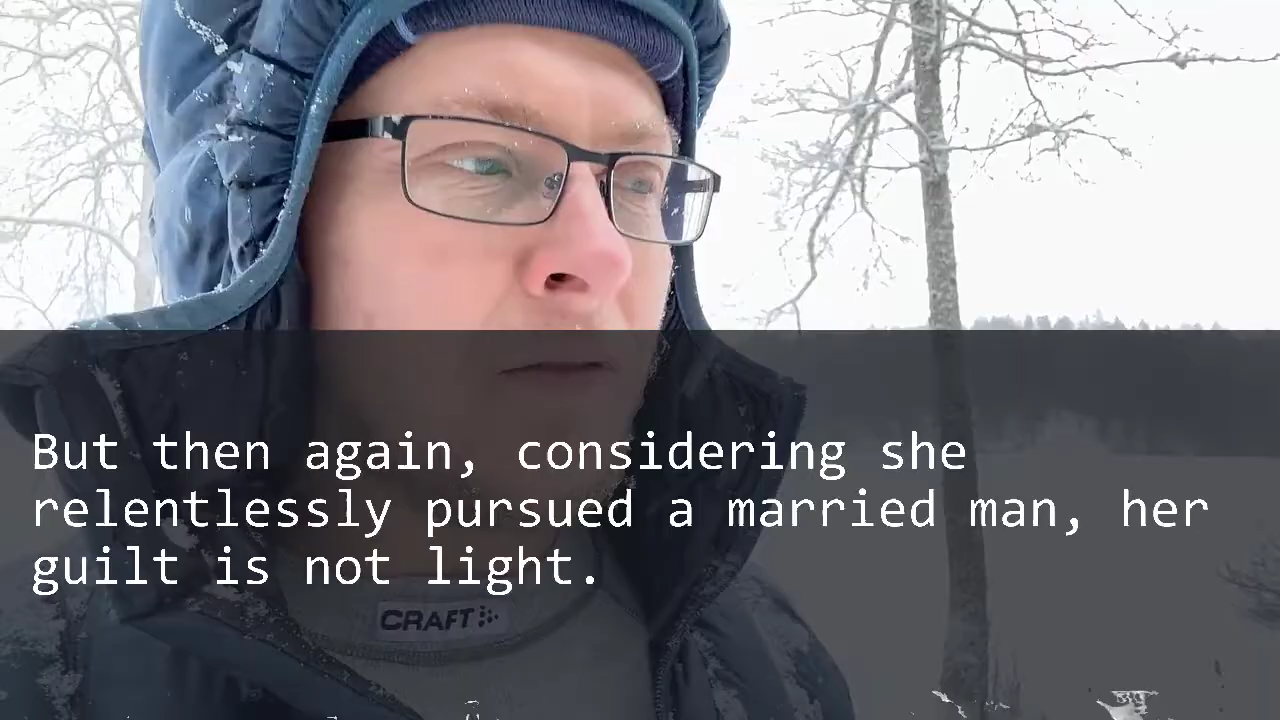 But then again, considering she
relentlessly pursued a married man, her
guilt is not light.
CRAFT